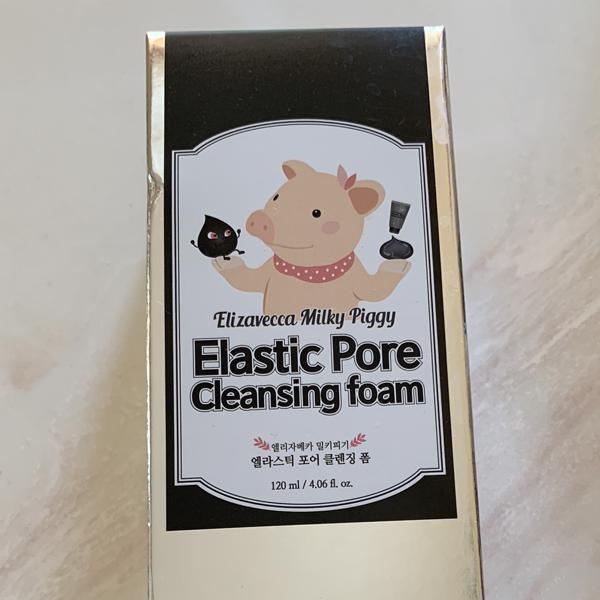 Elizavecca Milky Piggy
Elastic Pore
Cleansing foam
엘리자베카 밀키피기
엘라스틱 포어 클렌징 폼
120 ml / 4.06 fl. oz.